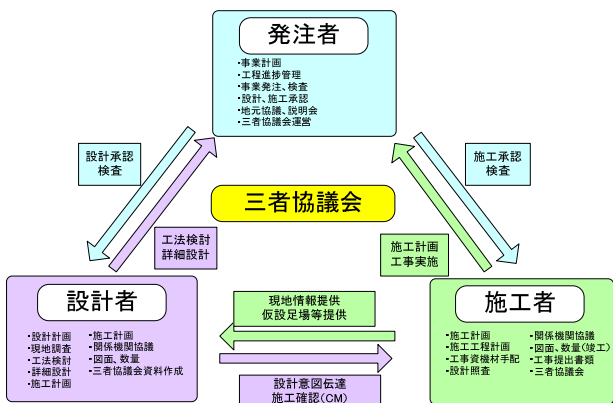 発注者
・事業計画
・工程進捗管理
・事業発注、検査
・設計、施工承認
・地元協議、説明会
・三者協議会運営
設計承認
検査
施工承認
検査
三者協議会
工法検討
詳細設計
施工計画
工事実施
設計者
・設計計画
・現地調査
・工法検討
・詳細設計
・施工計画
・施工計画
・関係機関協議
・図面、数量
・三者協議会資料作成
現地情報提供
仮設足場等提供
設計意図伝達
施工確認(CM)
施工者
・施工計画
・施工工程計画
・工事資機材手配
・設計照査
・関係機関協議
・図面、数量(竣工)
・工事提出書類
・三者協議会